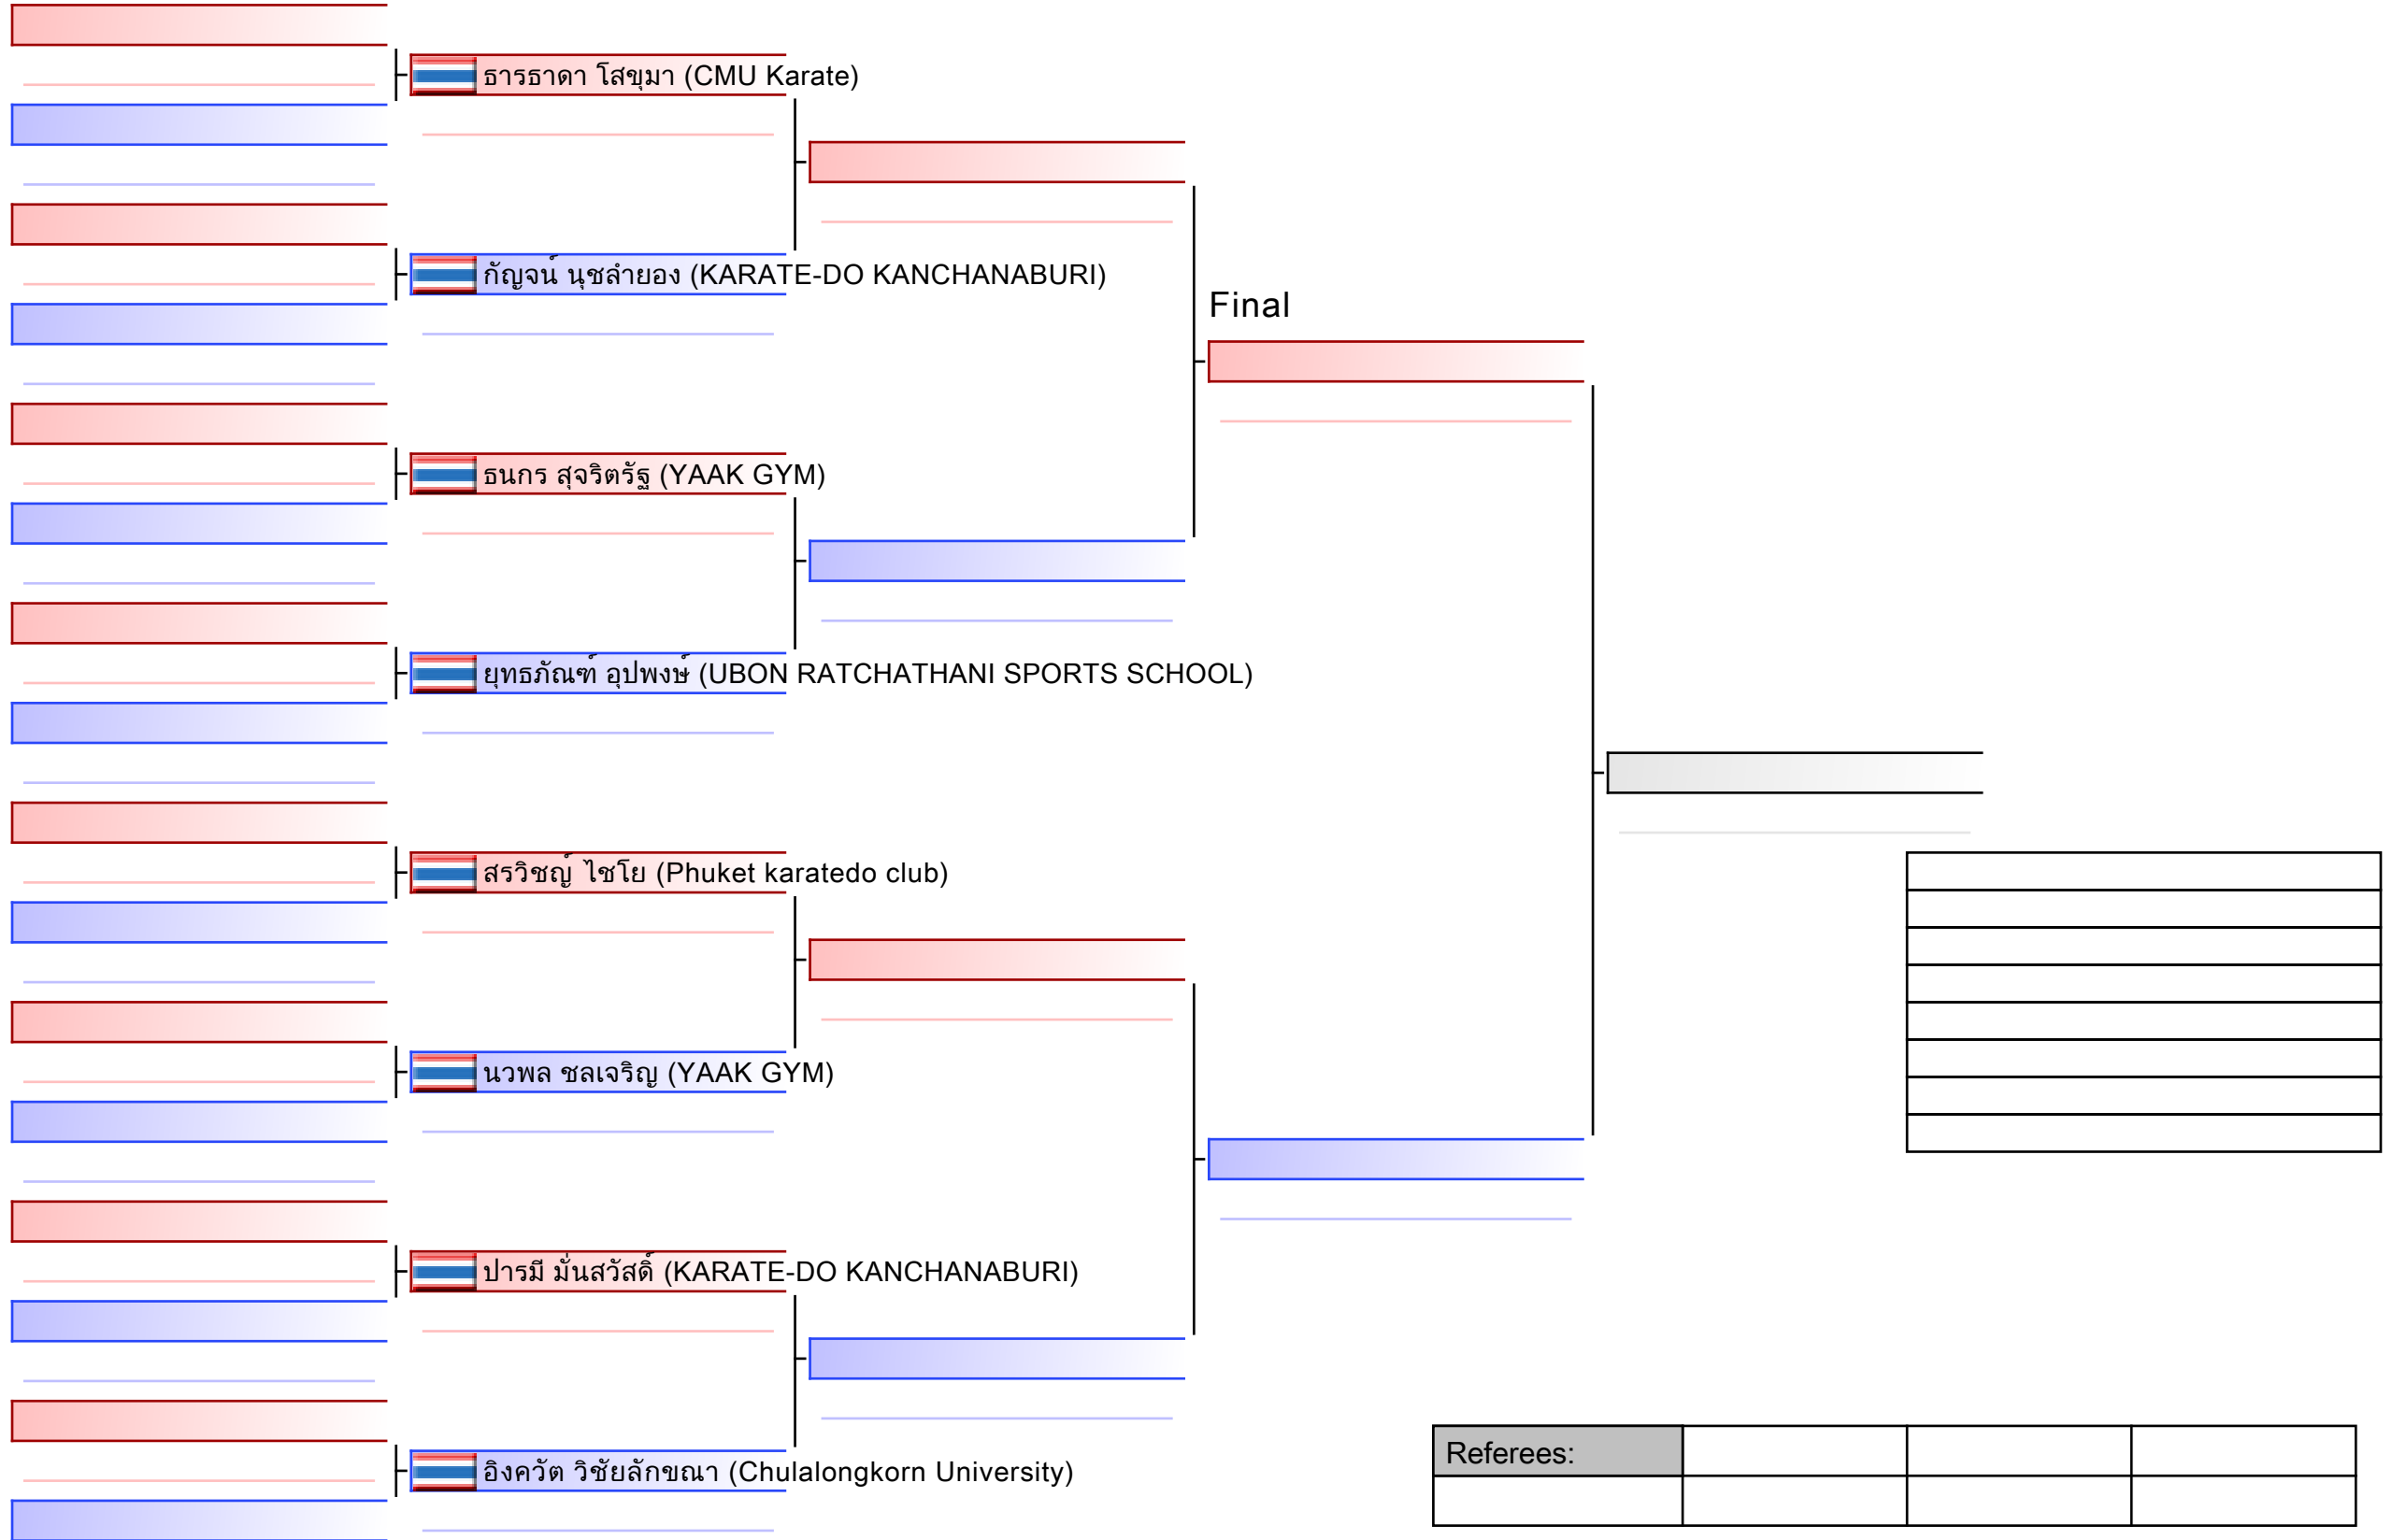 ธารธาดา โสขุมา (CMU Karate)
กัญจน์ นุชลำยอง (KARATE-DO KANCHANABURI)
Final
ธนกร สุจริตรัฐ (YAAK GYM)
ยุทธภัณฑ์ อุปพงษ์ (UBON RATCHATHANI SPORTS SCHOOL)
สรวิชญ์ ไชโย (Phuket karatedo club)
นวพล ชลเจริญ (YAAK GYM)
ปารมี มั่นสวัสดิ์ (KARATE-DO KANCHANABURI)
Referees:
อิงควัต วิชัยลักขณา (Chulalongkorn University)